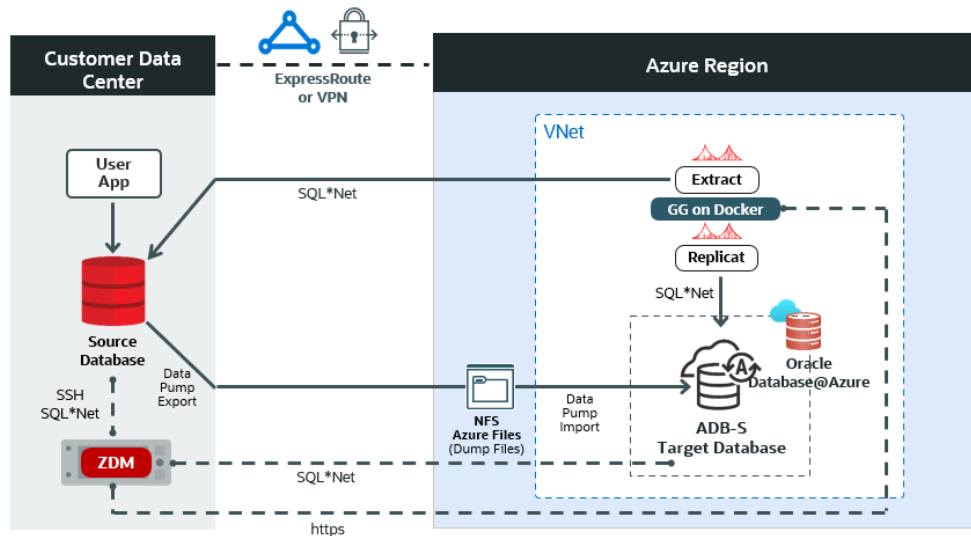 Customer Data
Center
ExpressRoute
or VPN
Azure Region
VNet
User
App
SQL*Net
Extract
GG on Docker
Replicat
SQL*Net
Source
Database
Data
Pump
Export
SSH
SQL*Net
NFS
Azure Files
(Dump Files)
Data
Pump
Import
A
Oracle
Database@Azure
ADB-S
Target Database
ZDM
SQL*Net
https